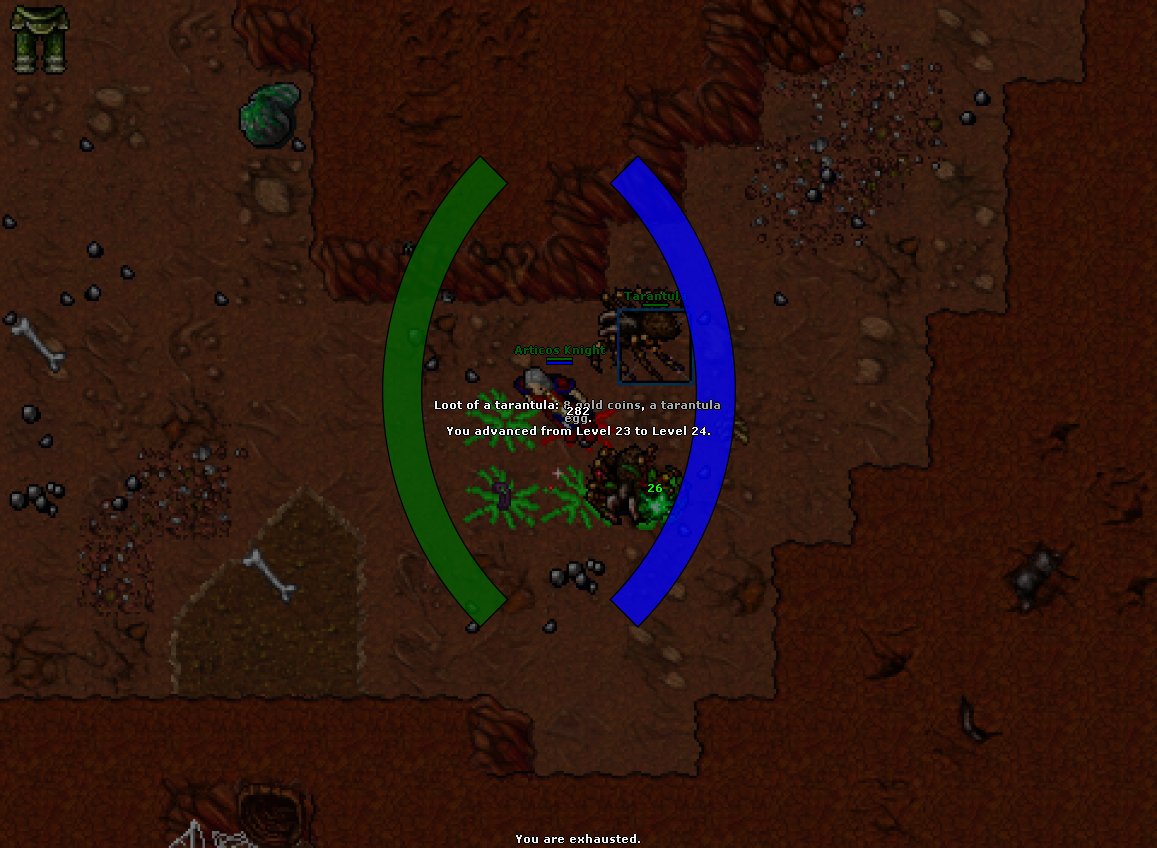 Tarantul
Articos Knight
Loot of a tarantula: 8 gold coins, a tarantula
282
egg.
You advanced from Level 23 to Level 24.
26
You are exhausted.